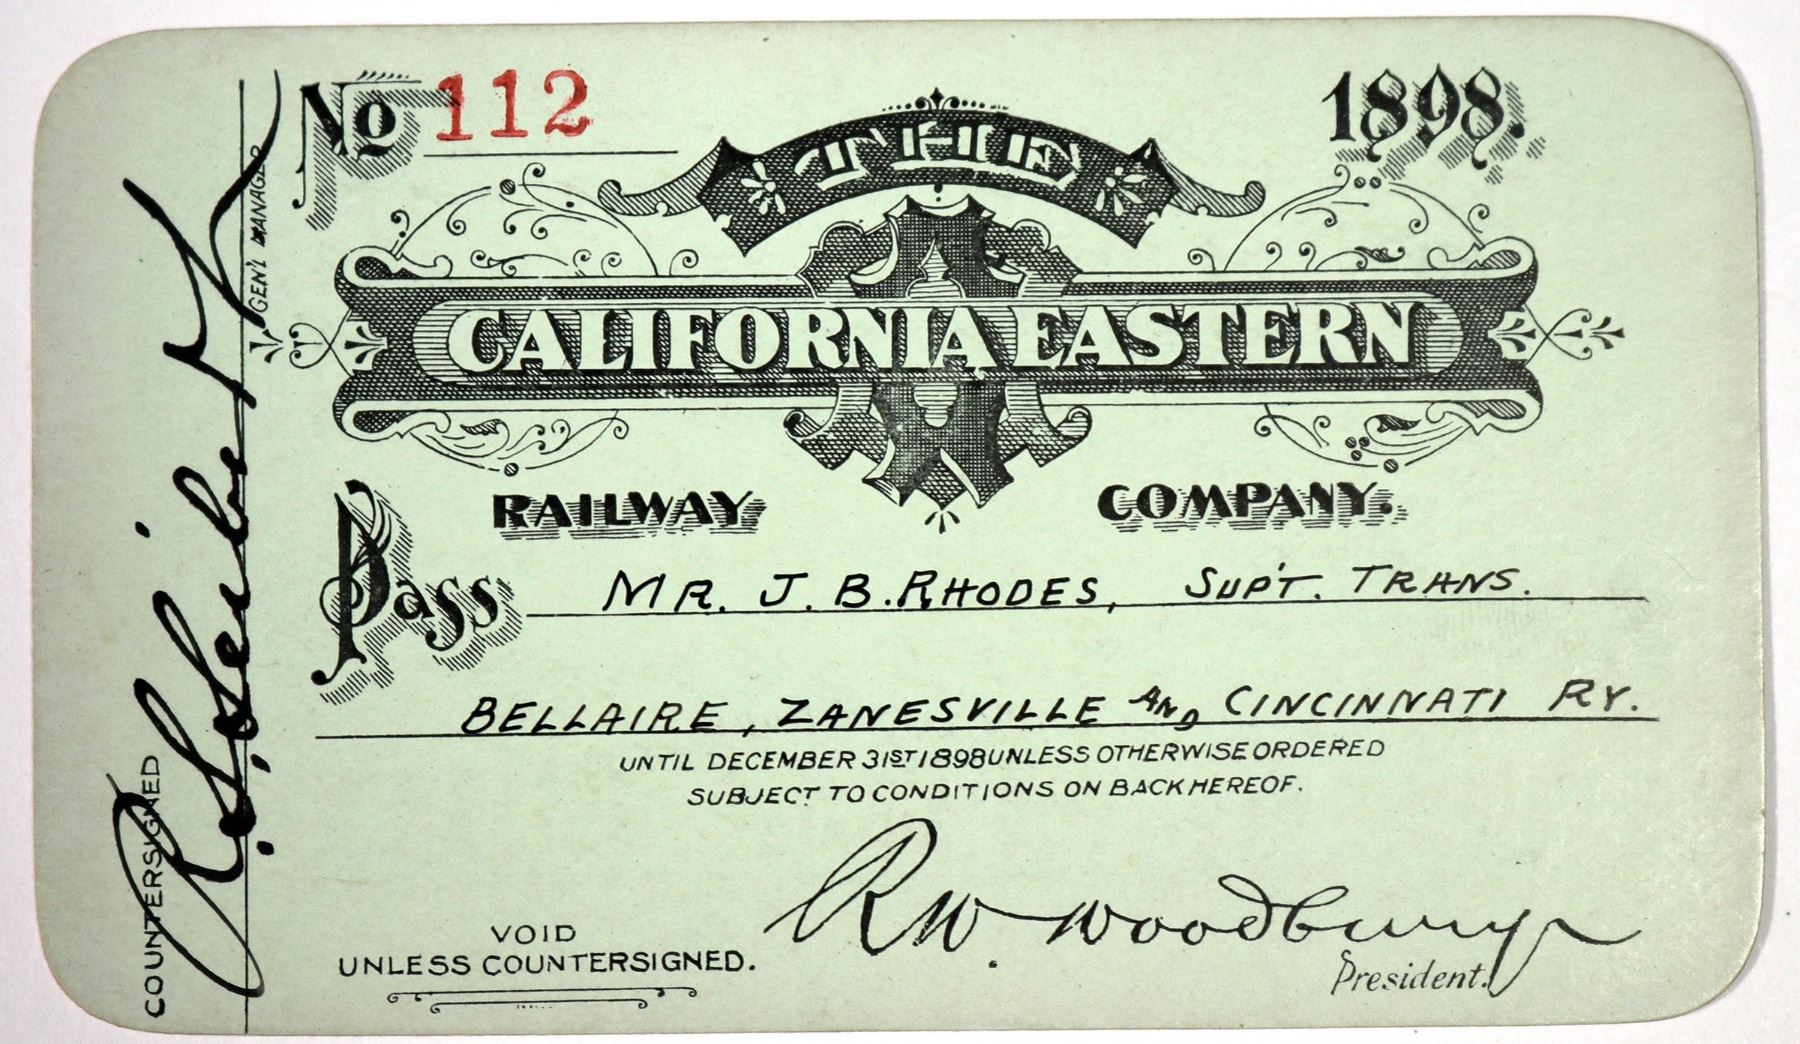 No 112
1898.
THE
CALIFORNIA EASTERN
RAILWAY COMPANY.
Pass MR. J. B. RHODES, SUP'T. TRANS.
BELLAIRE, ZANESVILLE AND CINCINNATI RY.
UNTIL DECEMBER 31ST 1898 UNLESS OTHERWISE ORDERED
SUBJECT TO CONDITIONS ON BACK HEREOF.
VOID
UNLESS COUNTERSIGNED.
R.W. Woodbury
President.
COUNTERSIGNED
GEN'L MANAGER